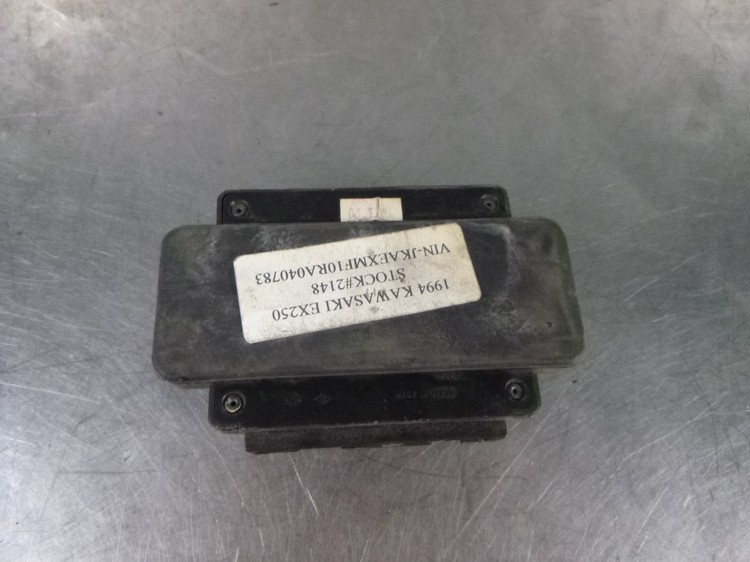 1994 KAWASAKI EX250
STOCK#2148
VIN-JKAEXMF10RA040783